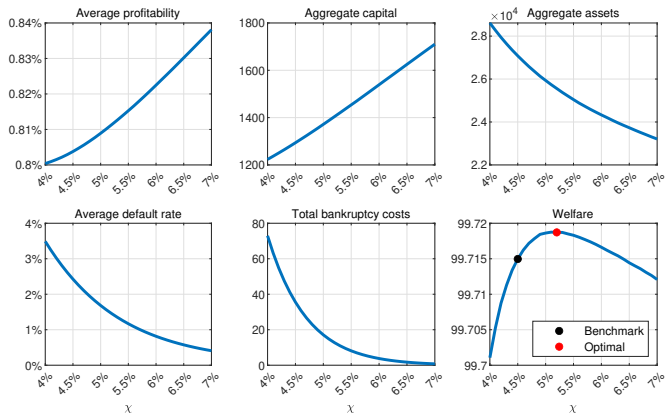 Average profitability
0.84%
0.83%
0.82%
0.81%
0.8%
4% 4.5% 5% 5.5% 6% 6.5% 7%
Aggregate capital
1800
1600
1400
1200
4% 4.5% 5% 5.5% 6% 6.5% 7%
×10⁴ Aggregate assets
2.8
2.6
2.4
2.2
4% 4.5% 5% 5.5% 6% 6.5% 7%
Average default rate
4%
3%
2%
1%
0%
4% 4.5% 5% 5.5% 6% 6.5% 7%
χ
Total bankruptcy costs
80
60
40
20
0
4% 4.5% 5% 5.5% 6% 6.5% 7%
χ
Welfare
99.72
99.715
99.71
99.705
99.7
Benchmark
Optimal
4% 4.5% 5% 5.5% 6% 6.5% 7%
χ